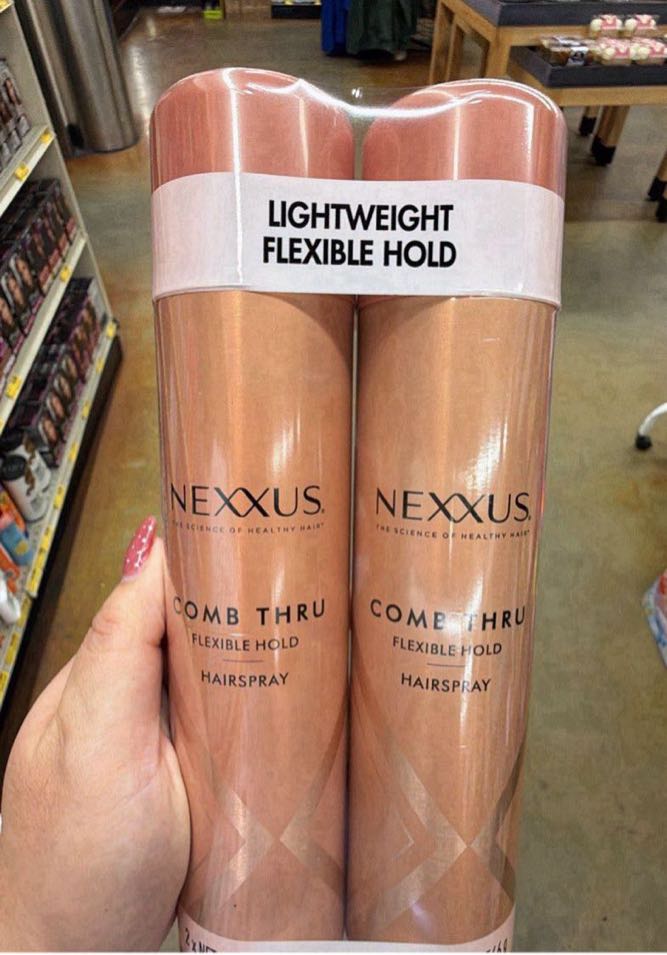 LIGHTWEIGHT
FLEXIBLE HOLD
NEXXUS.
THE SCIENCE OF HEALTHY HAIR
COMB THRU
FLEXIBLE HOLD
HAIRSPRAY
NEXXUS.
THE SCIENCE OF HEALTHY HAIR
COMB THRU
FLEXIBLE HOLD
HAIRSPRAY